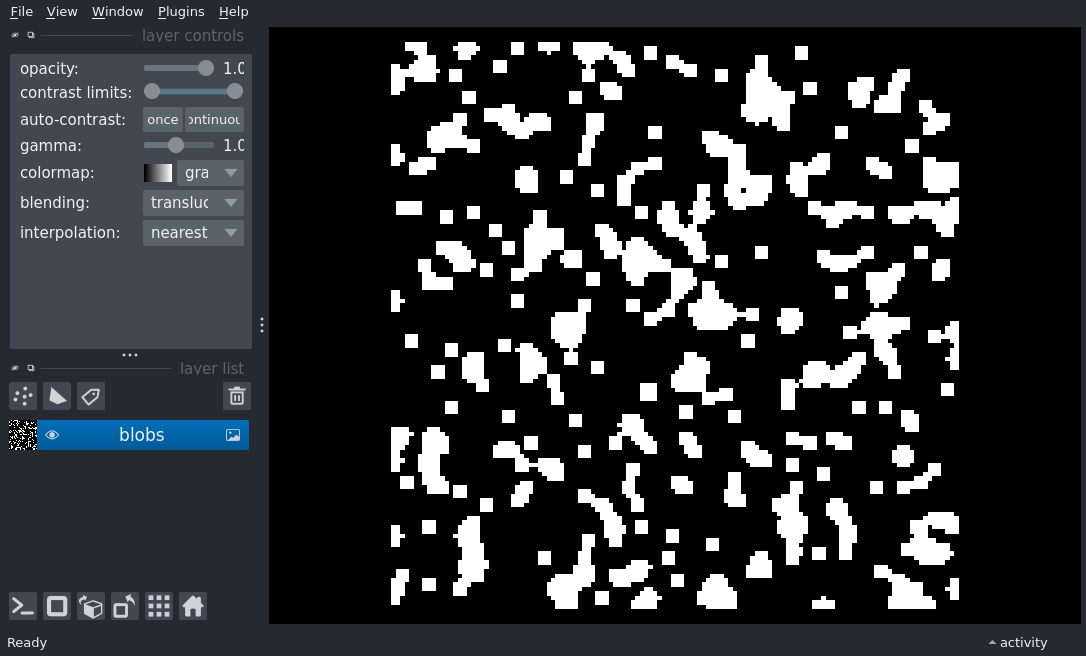 File View Window Plugins Help
layer controls
opacity: 1.0
contrast limits:
auto-contrast: once ontinuou
gamma: 1.0
colormap: gra
blending: transluc
interpolation: nearest
layer list
blobs
Ready
activity